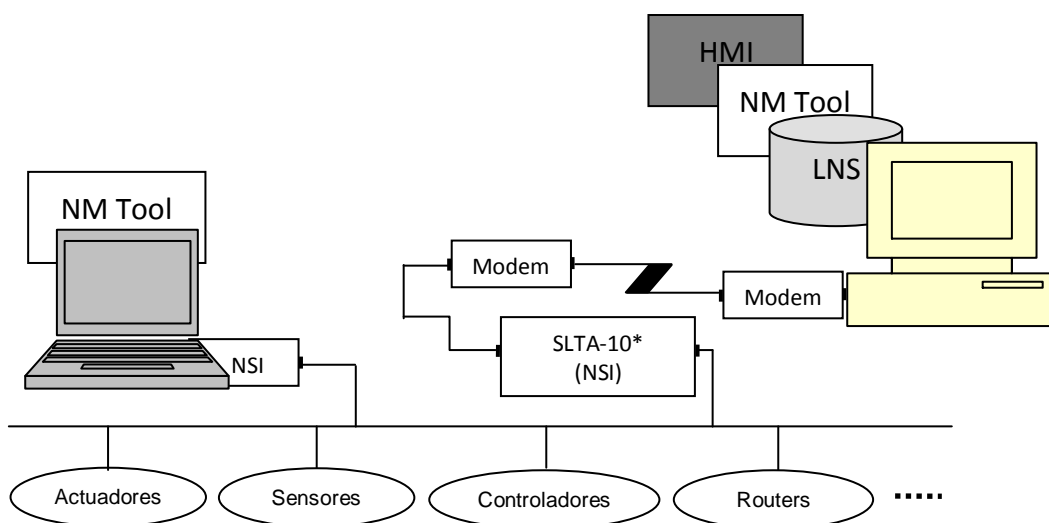 HMI
NM Tool
LNS
NM Tool
Modem
Modem
SLTA-10*
(NSI)
NSI
Actuadores
Sensores
Controladores
Routers
.....